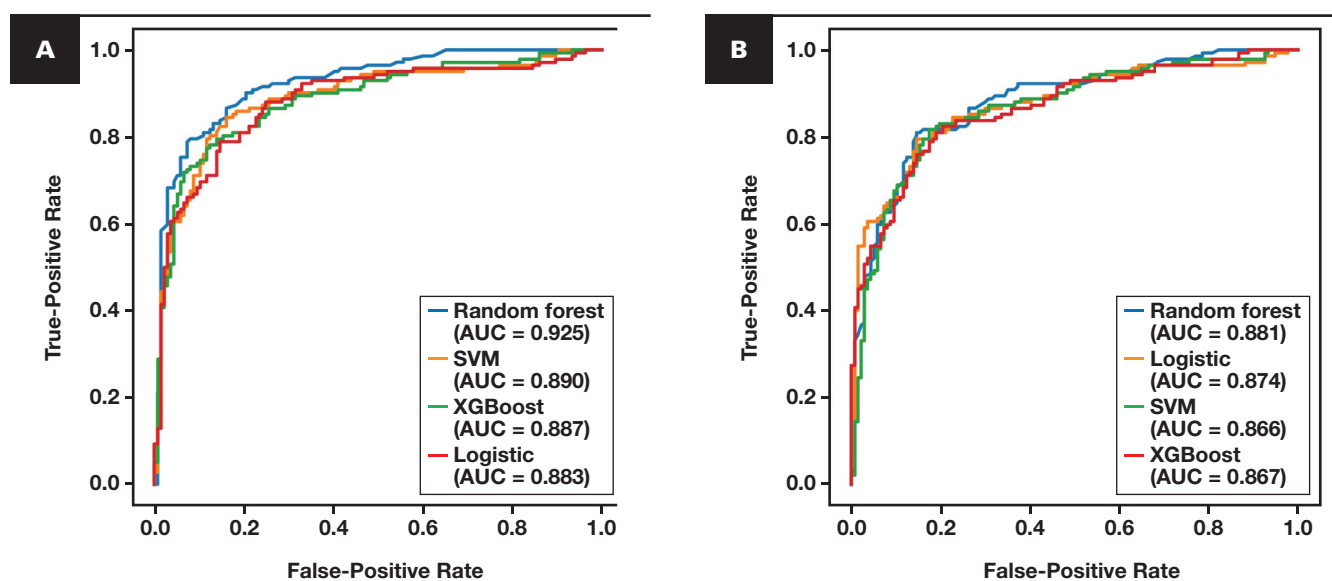 A
True-Positive Rate
1.0
0.8
0.6
0.4
0.2
0.0
0.0 0.2 0.4 0.6 0.8 1.0
False-Positive Rate
Random forest
(AUC = 0.925)
SVM
(AUC = 0.890)
XGBoost
(AUC = 0.887)
Logistic
(AUC = 0.883)
B
True-Positive Rate
1.0
0.8
0.6
0.4
0.2
0.0
0.0 0.2 0.4 0.6 0.8 1.0
False-Positive Rate
Random forest
(AUC = 0.881)
Logistic
(AUC = 0.874)
SVM
(AUC = 0.866)
XGBoost
(AUC = 0.867)